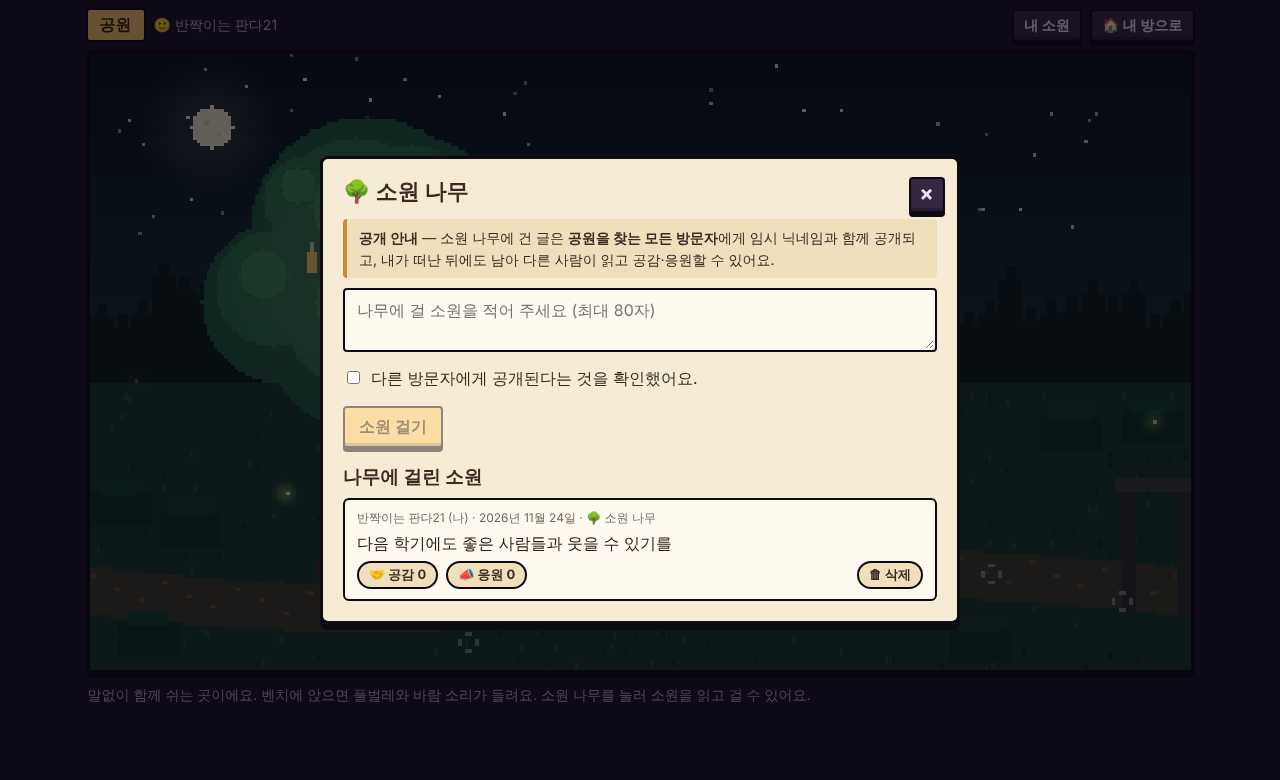 공원 🙂 반짝이는 판다21 내 소원 🏠 내 방으로
🌳 소원 나무 ×
공개 안내 — 소원 나무에 건 글은 공원을 찾는 모든 방문자에게 임시 닉네임과 함께 공개되
고, 내가 떠난 뒤에도 남아 다른 사람이 읽고 공감·응원할 수 있어요.
나무에 걸 소원을 적어 주세요 (최대 80자)
다른 방문자에게 공개된다는 것을 확인했어요.
소원 걸기
나무에 걸린 소원
반짝이는 판다21 (나) · 2026년 11월 24일 · 🌳 소원 나무
다음 학기에도 좋은 사람들과 웃을 수 있기를
🤝 공감 0 📣 응원 0 🗑 삭제
말없이 함께 쉬는 곳이에요. 벤치에 앉으면 풀벌레와 바람 소리가 들려요. 소원 나무를 눌러 소원을 읽고 걸 수 있어요.